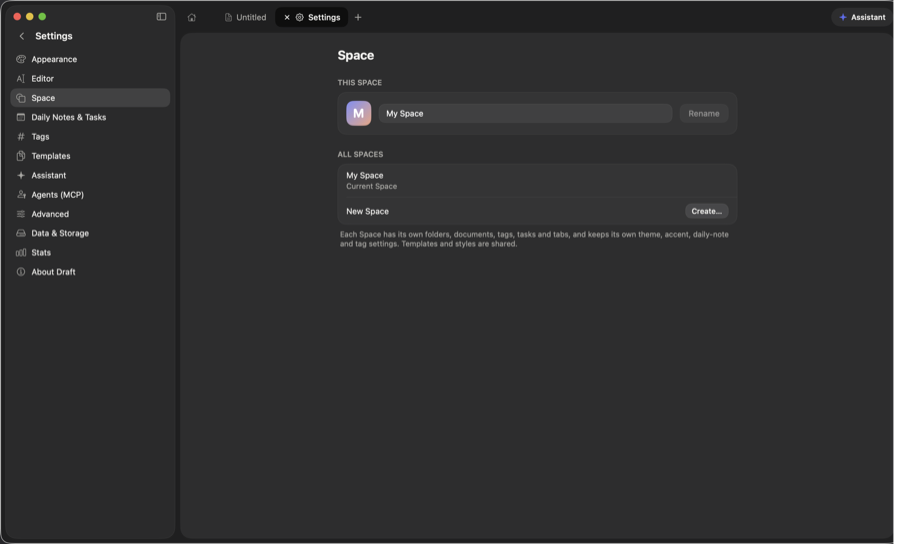 Settings
Appearance
Editor
Space
Daily Notes & Tasks
Tags
Templates
Assistant
Agents (MCP)
Advanced
Data & Storage
Stats
About Draft
Untitled
Settings
Assistant
Space
THIS SPACE
M
My Space
Rename
ALL SPACES
My Space
Current Space
New Space
Create...
Each Space has its own folders, documents, tags, tasks and tabs, and keeps its own theme, accent, daily-note
and tag settings. Templates and styles are shared.